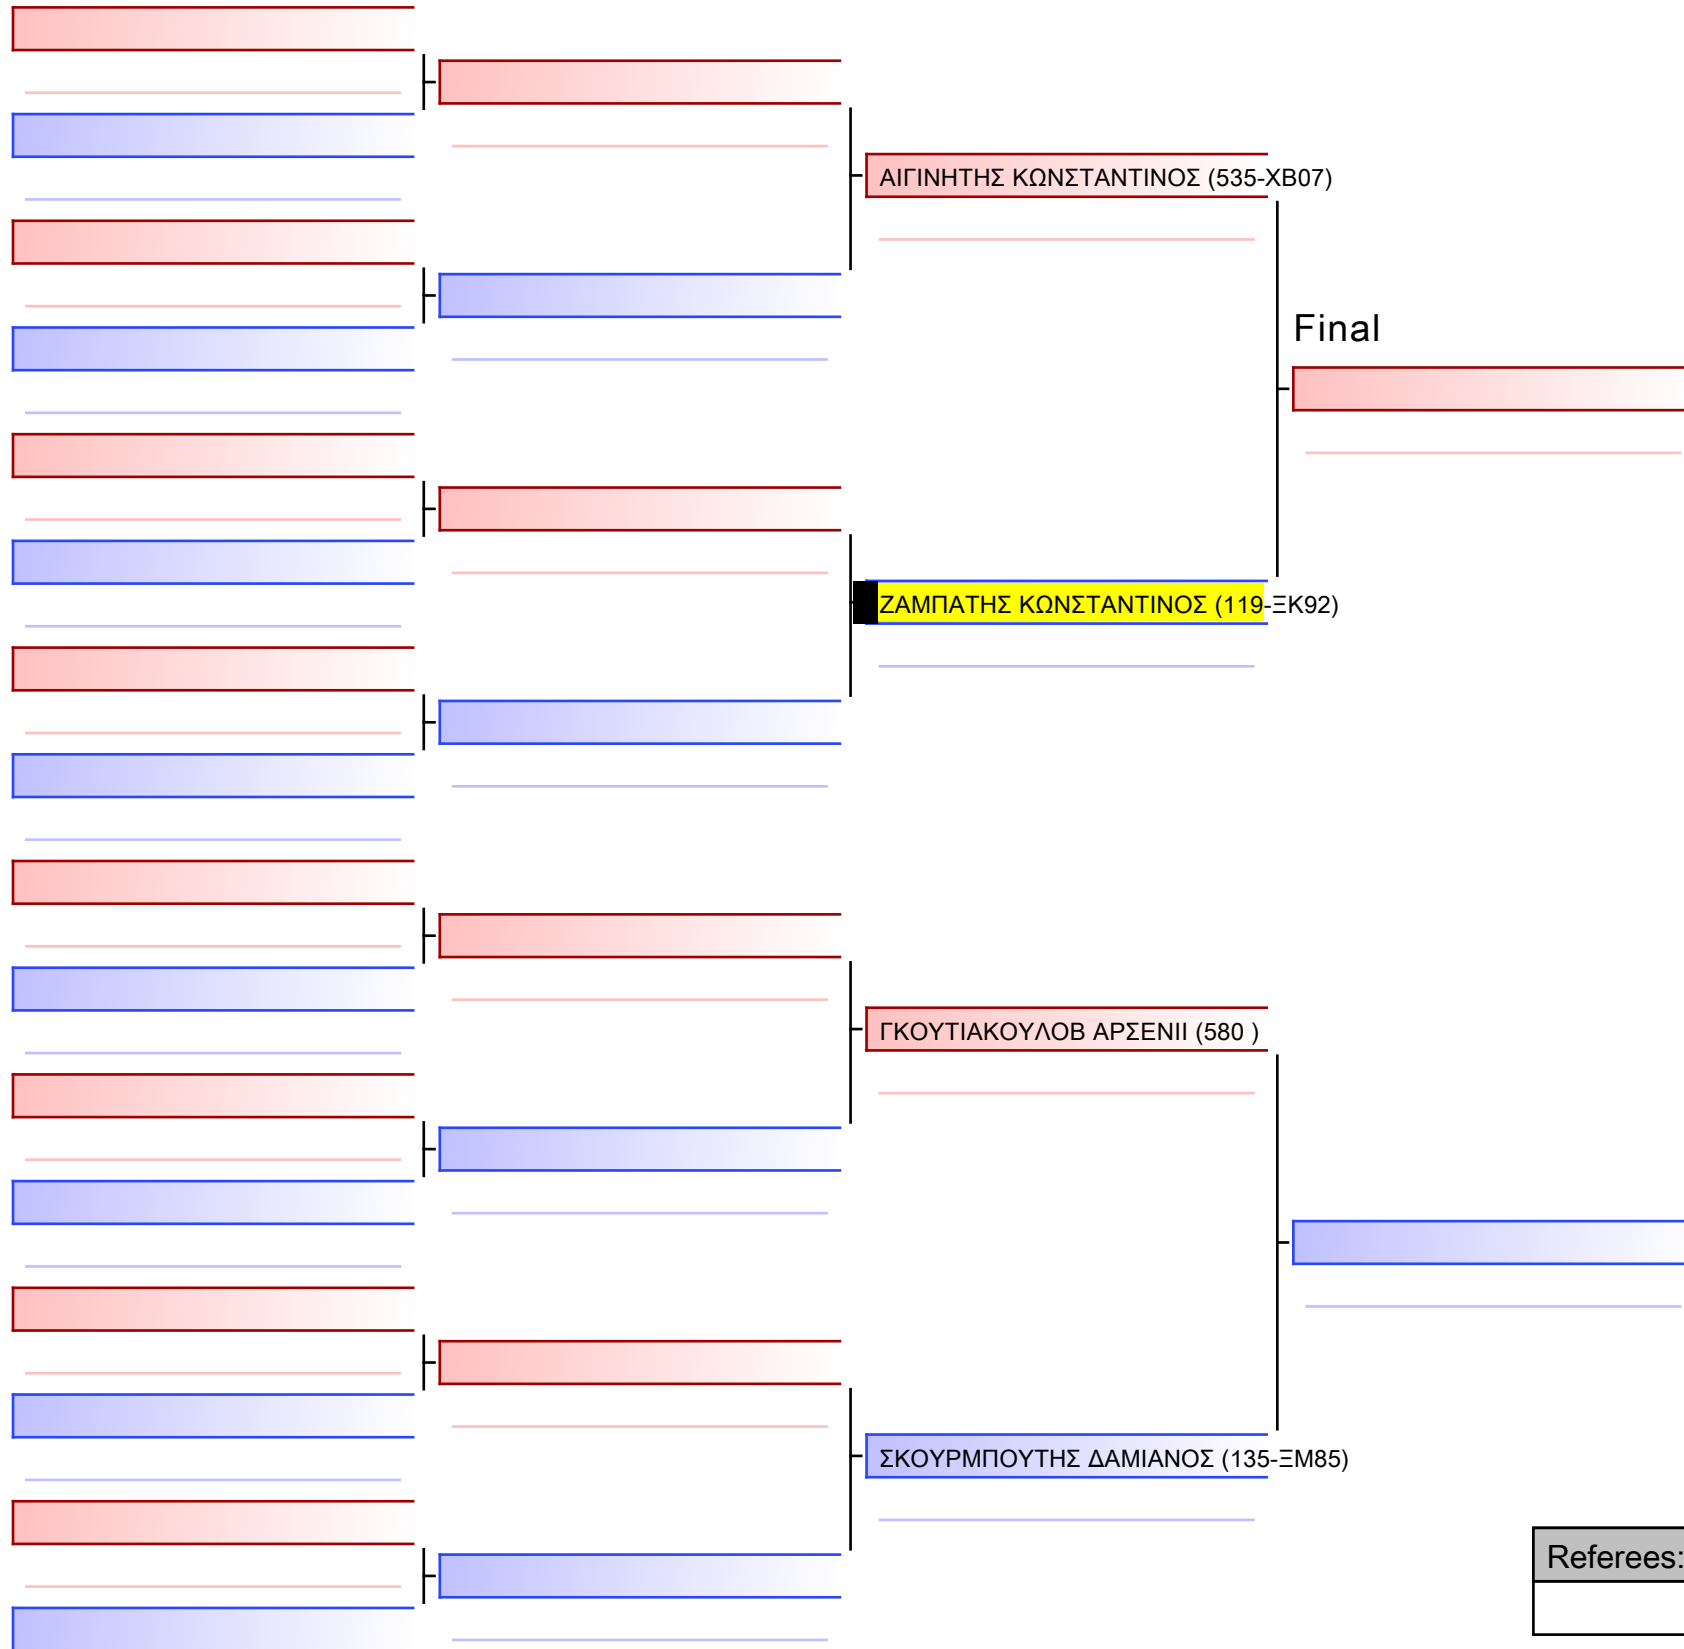 ΑΙΓΙΝΗΤΗΣ ΚΩΝΣΤΑΝΤΙΝΟΣ (535-ΧΒ07)
Final
ΖΑΜΠΑΤΗΣ ΚΩΝΣΤΑΝΤΙΝΟΣ (119-ΞΚ92)
ΓΚΟΥΤΙΑΚΟΥΛΟΒ ΑΡΣΕΝΙΙ (580 )
ΣΚΟΥΡΜΠΟΥΤΗΣ ΔΑΜΙΑΝΟΣ (135-ΞΜ85)
Referees: